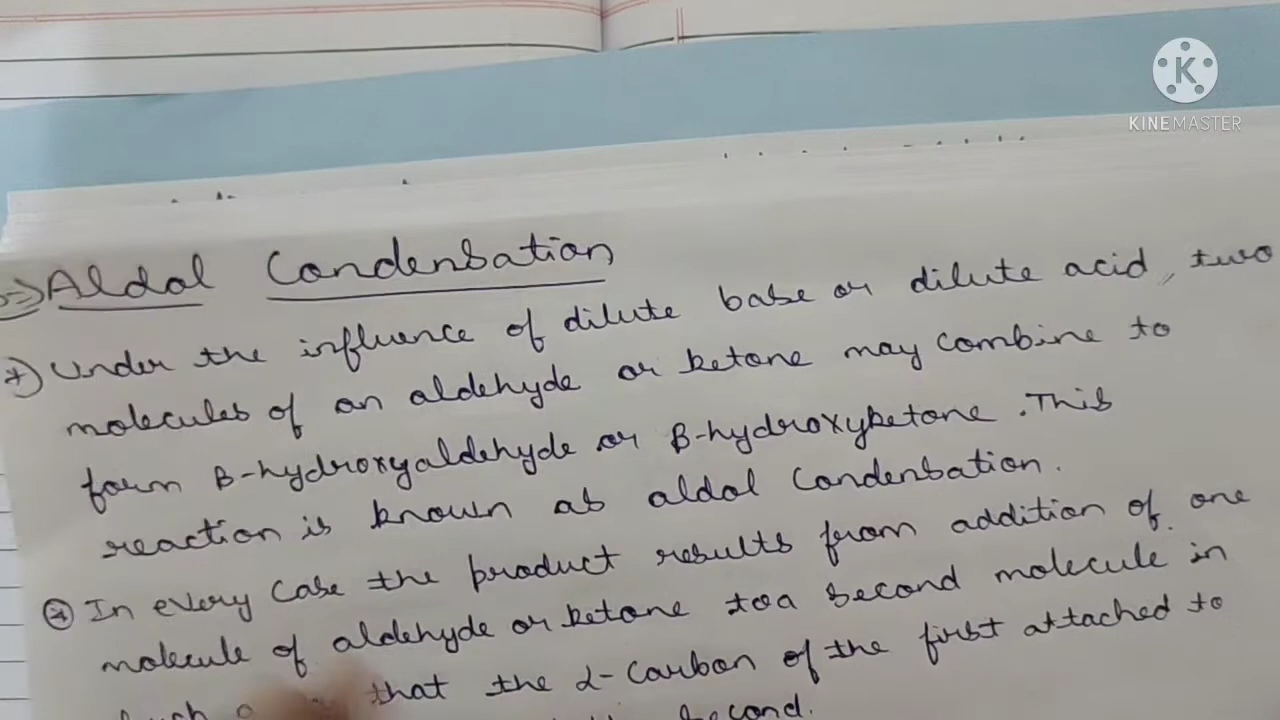 KINEMASTER
⇒ Aldol Condensation
*) Under the influence of dilute base or dilute acid, two
molecules of an aldehyde or ketone may combine to
form β-hydroxyaldehyde or β-hydroxyketone. This
reaction is known as aldol condensation.
* In every case the product results from addition of one
molecule of aldehyde or ketone to a second molecule in
that the α-carbon of the first attached to
second.